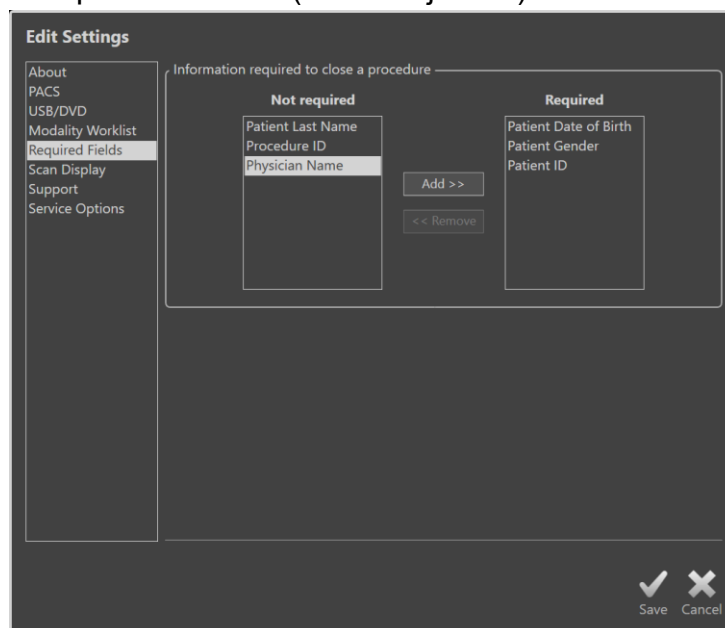 Edit Settings
About
PACS
USB/DVD
Modality Worklist
Required Fields
Scan Display
Support
Service Options
Information required to close a procedure
Not required
Patient Last Name
Procedure ID
Physician Name
Add >>
<< Remove
Required
Patient Date of Birth
Patient Gender
Patient ID
Save
Cancel